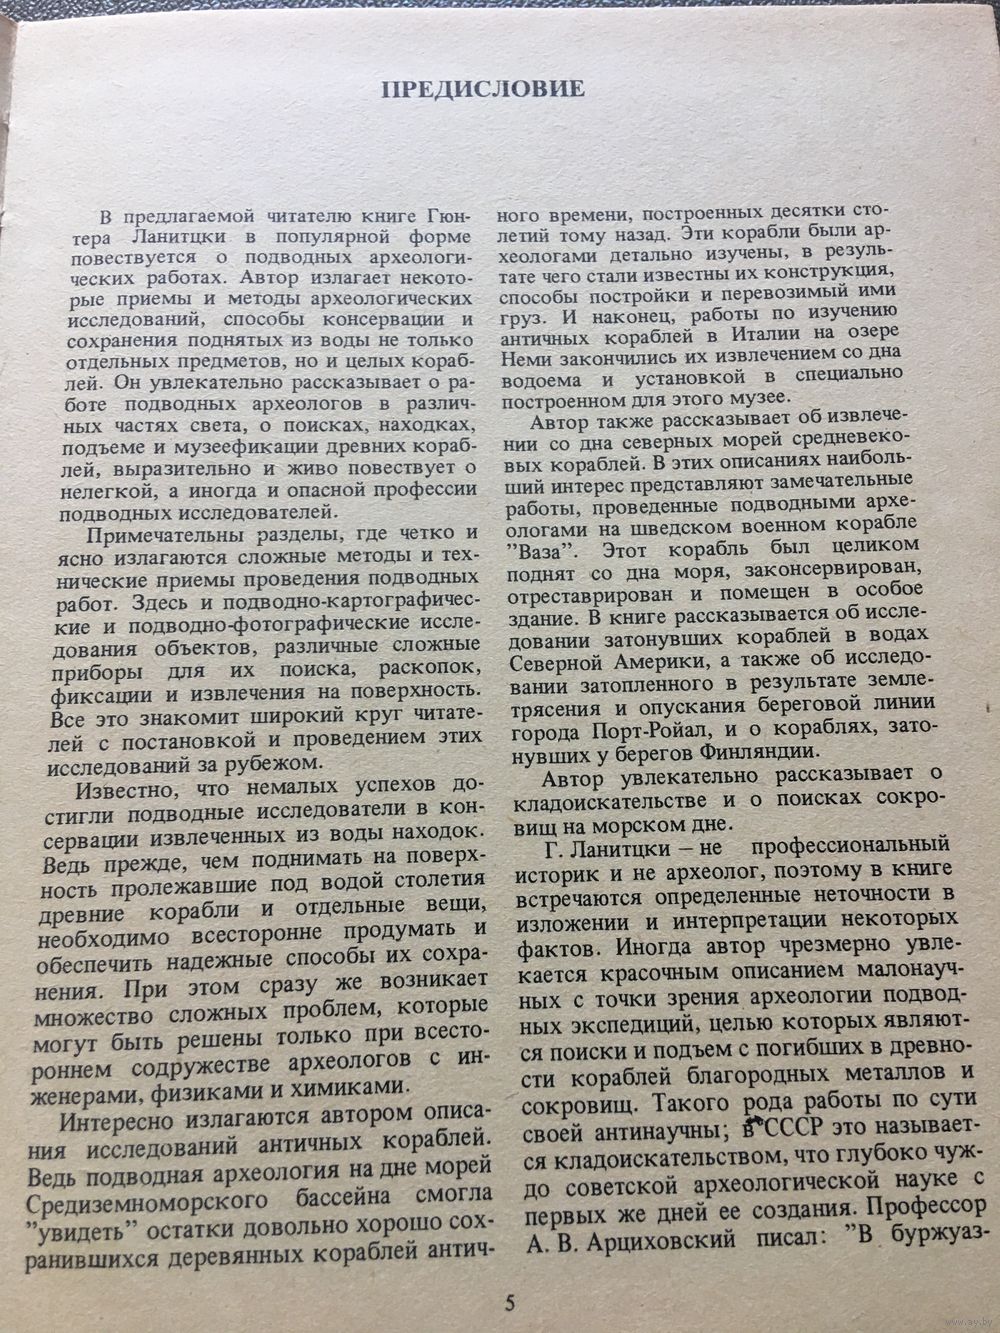 ПРЕДИСЛОВИЕ
В предлагаемой читателю книге Гюн-
тера Ланитцки в популярной форме
повествуется о подводных археологи-
ческих работах. Автор излагает некото-
рые приемы и методы археологических
исследований, способы консервации и
сохранения поднятых из воды не только
отдельных предметов, но и целых кораб-
лей. Он увлекательно рассказывает о ра-
боте подводных археологов в различ-
ных частях света, о поисках, находках,
подъеме и музеефикации древних кораб-
лей, выразительно и живо повествует о
нелегкой, а иногда и опасной профессии
подводных исследователей.
Примечательны разделы, где четко и
ясно излагаются сложные методы и тех-
нические приемы проведения подводных
работ. Здесь и подводно-картографичес-
кие и подводно-фотографические иссле-
дования объектов, различные сложные
приборы для их поиска, раскопок,
фиксации и извлечения на поверхность.
Все это знакомит широкий круг читате-
лей с постановкой и проведением этих
исследований за рубежом.
Известно, что немалых успехов до-
стигли подводные исследователи в кон-
сервации извлеченных из воды находок.
Ведь прежде, чем поднимать на поверх-
ность пролежавшие под водой столетия
древние корабли и отдельные вещи,
необходимо всесторонне продумать и
обеспечить надежные способы их сохра-
нения. При этом сразу же возникает
множество сложных проблем, которые
могут быть решены только при всесто-
роннем содружестве археологов с ин-
женерами, физиками и химиками.
Интересно излагаются автором описа-
ния исследований античных кораблей.
Ведь подводная археология на дне морей
Средиземноморского бассейна смогла
"увидеть" остатки довольно хорошо сох-
ранившихся деревянных кораблей антич-
ного времени, построенных десятки сто-
летий тому назад. Эти корабли были ар-
хеологами детально изучены, в резуль-
тате чего стали известны их конструкция,
способы постройки и перевозимый ими
груз. И наконец, работы по изучению
античных кораблей в Италии на озере
Неми закончились их извлечением со дна
водоема и установкой в специально
построенном для этого музее.
Автор также рассказывает об извлече-
нии со дна северных морей средневеко-
вых кораблей. В этих описаниях наиболь-
ший интерес представляют замечательные
работы, проведенные подводными архе-
ологами на шведском военном корабле
"Ваза". Этот корабль был целиком
поднят со дна моря, законсервирован,
отреставрирован и помещен в особое
здание. В книге рассказывается об иссле-
довании затонувших кораблей в водах
Северной Америки, а также об исследо-
вании затопленного в результате земле-
трясения и опускания береговой линии
города Порт-Ройал, и о кораблях, зато-
нувших у берегов Финляндии.
Автор увлекательно рассказывает о
кладоискательстве и о поисках сокро-
вищ на морском дне.
Г. Ланитцки – не профессиональный
историк и не археолог, поэтому в книге
встречаются определенные неточности в
изложении и интерпретации некоторых
фактов. Иногда автор чрезмерно увле-
кается красочным описанием малонауч-
ных с точки зрения археологии подвод-
ных экспедиций, целью которых являют-
ся поиски и подъем с погибших в древно-
сти кораблей благородных металлов и
сокровищ. Такого рода работы по сути
своей антинаучны; в СССР это называет-
ся кладоискательством, что глубоко чуж-
до советской археологической науке с
первых же дней ее создания. Профессор
А. В. Арциховский писал: "В буржуаз-
5
www.ay.by